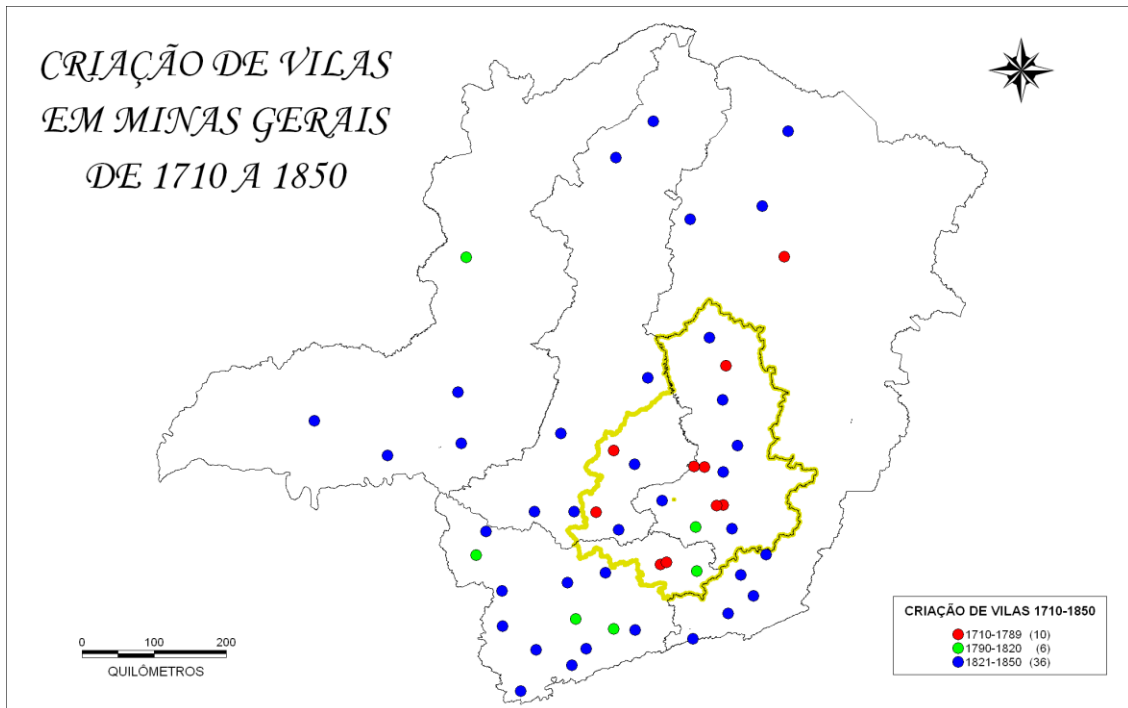 CRIAÇÃO DE VILAS
EM MINAS GERAIS
DE 1710 A 1850
0 100 200
QUILÔMETROS
CRIAÇÃO DE VILAS 1710-1850
1710-1789 (10)
1790-1820 (6)
1821-1850 (36)